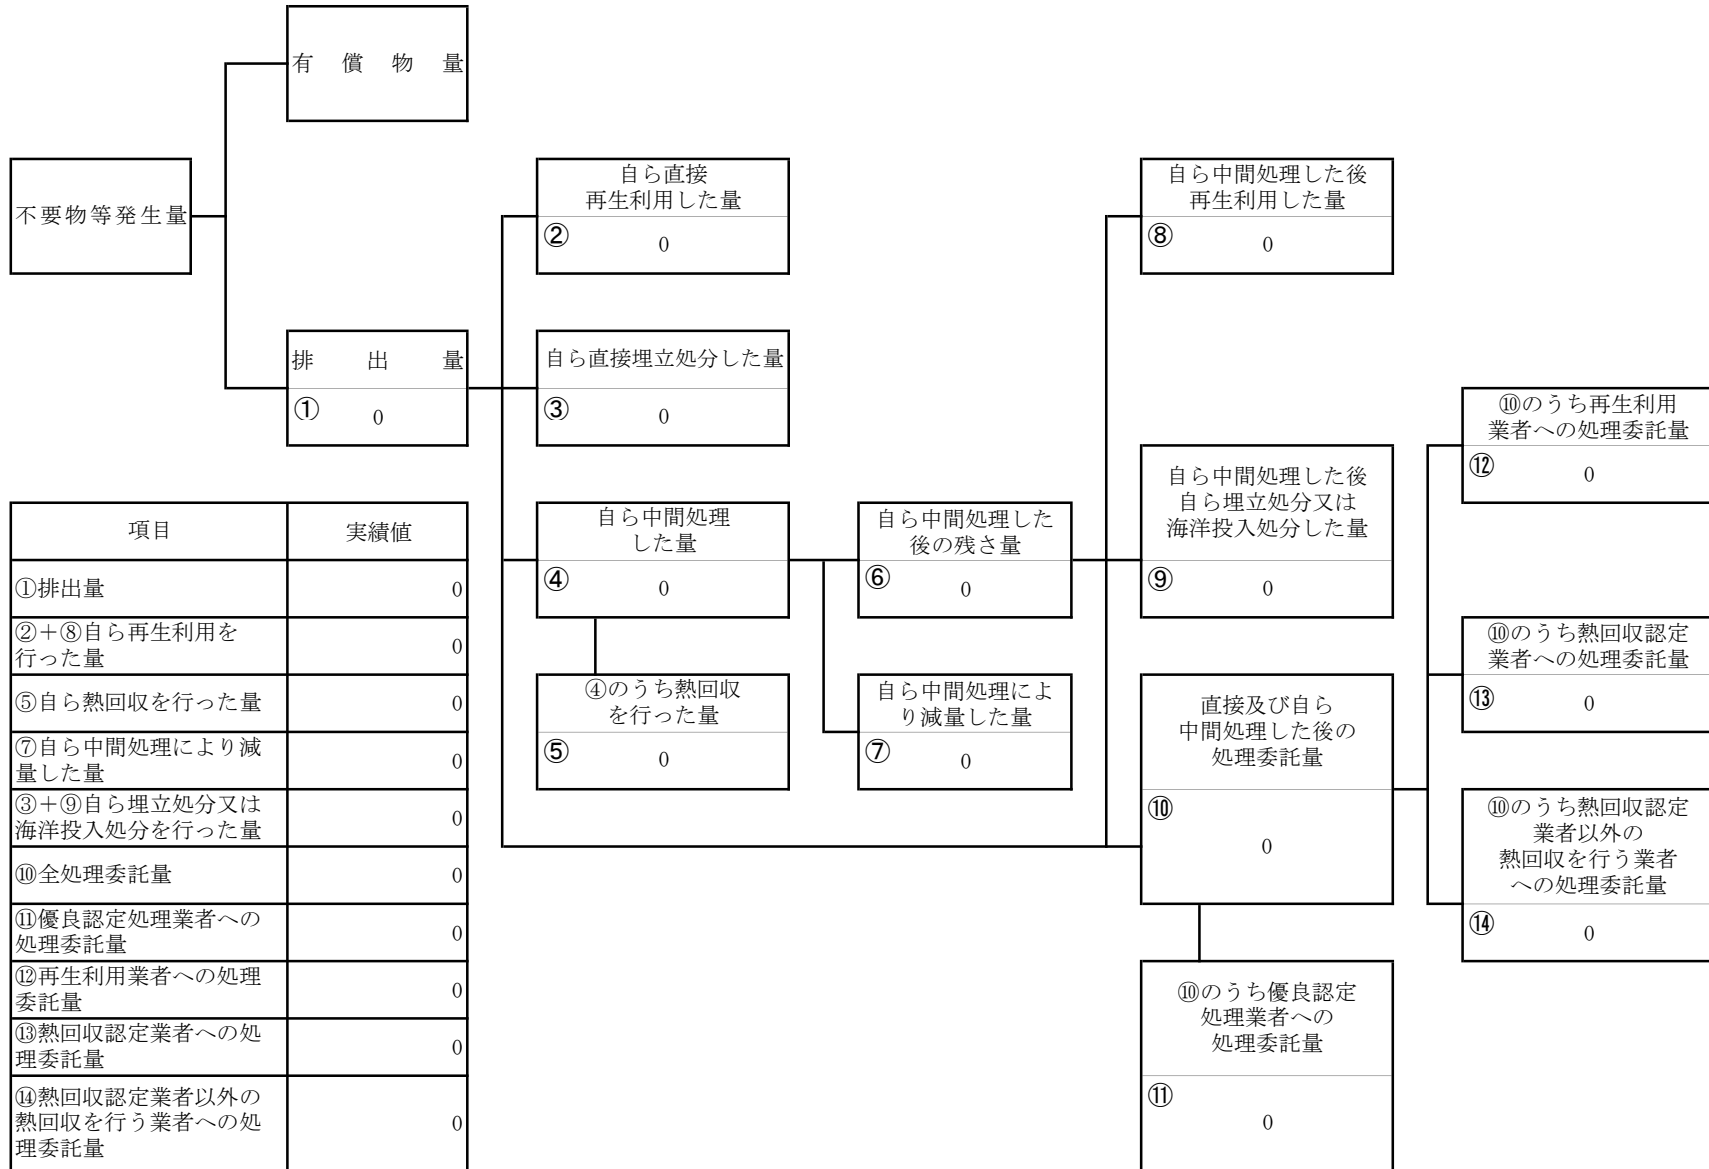 有償物量
不要物等発生量
排出量
① 0
自ら直接
再生利用した量
② 0
自ら直接埋立処分した量
③ 0
自ら中間処理
した量
④ 0
④のうち熱回収
を行った量
⑤ 0
自ら中間処理した
後の残さ量
⑥ 0
自ら中間処理によ
り減量した量
⑦ 0
自ら中間処理した後
再生利用した量
⑧ 0
自ら中間処理した後
自ら埋立処分又は
海洋投入処分した量
⑨ 0
直接及び自ら
中間処理した後の
処理委託量
⑩
0
⑩のうち優良認定
処理業者への
処理委託量
⑪
0
⑩のうち再生利用
業者への処理委託量
⑫ 0
⑩のうち熱回収認定
業者への処理委託量
⑬ 0
⑩のうち熱回収認定
業者以外の
熱回収を行う業者
への処理委託量
⑭ 0
項目 実績値
①排出量 0
②＋⑧自ら再生利用を
行った量 0
⑤自ら熱回収を行った量 0
⑦自ら中間処理により減
量した量 0
③＋⑨自ら埋立処分又は
海洋投入処分を行った量 0
⑩全処理委託量 0
⑪優良認定処理業者への
処理委託量 0
⑫再生利用業者への処理
委託量 0
⑬熱回収認定業者への処
理委託量 0
⑭熱回収認定業者以外の
熱回収を行う業者への処
理委託量 0